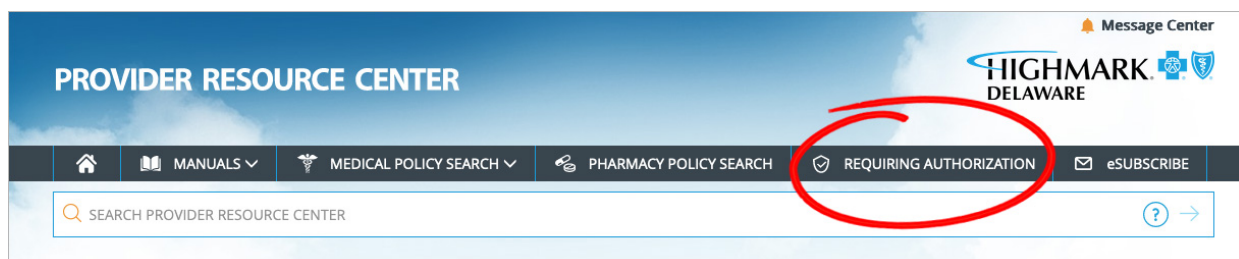 Message Center
PROVIDER RESOURCE CENTER
HIGHMARK.
DELAWARE
MANUALS
MEDICAL POLICY SEARCH
PHARMACY POLICY SEARCH
REQUIRING AUTHORIZATION
eSUBSCRIBE
SEARCH PROVIDER RESOURCE CENTER
?